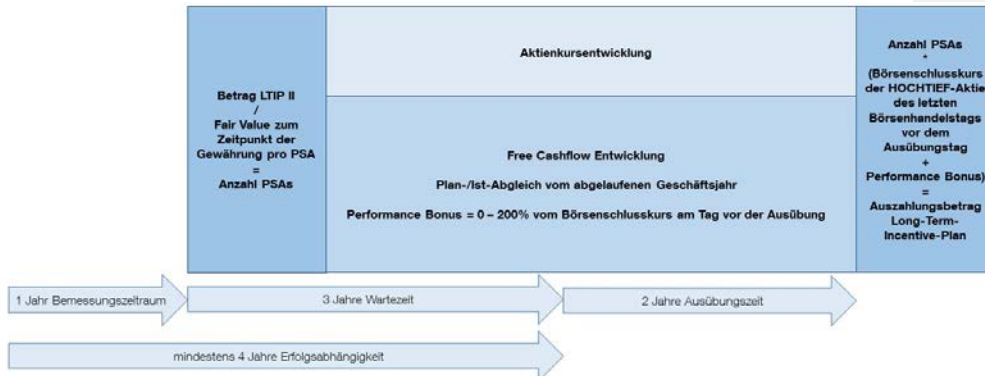 Betrag LTIP II
/
Fair Value zum
Zeitpunkt der
Gewährung pro PSA
=
Anzahl PSAs
Aktienkursentwicklung
Free Cashflow Entwicklung
Plan-/Ist-Abgleich vom abgelaufenen Geschäftsjahr
Performance Bonus = 0 – 200% vom Börsenschlusskurs am Tag vor der Ausübung
Anzahl PSAs
*
(Börsenschlusskurs
der HOCHTIEF-Aktie
des letzten
Börsenhandelstags
vor dem
Ausübungstag
+
Performance Bonus)
=
Auszahlungsbetrag
Long-Term-
Incentive-Plan
1 Jahr Bemessungszeitraum
3 Jahre Wartezeit
2 Jahre Ausübungszeit
mindestens 4 Jahre Erfolgsabhängigkeit